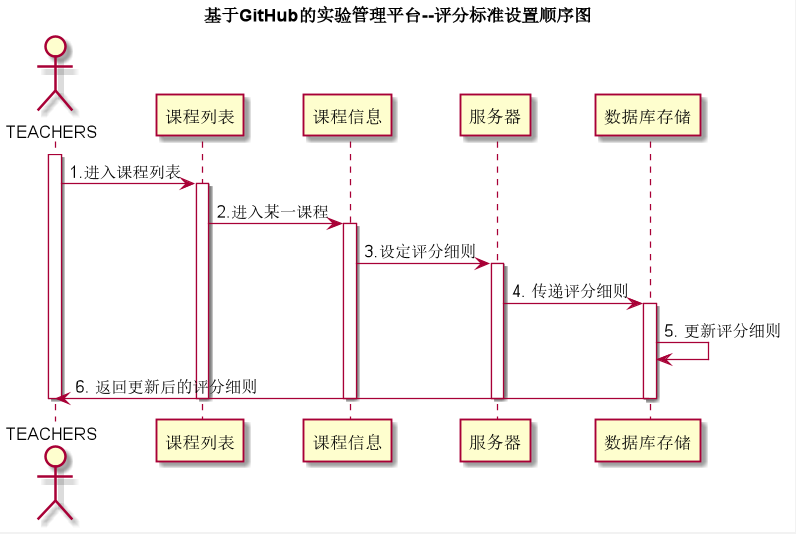 基于GitHub的实验管理平台--评分标准设置顺序图
TEACHERS
课程列表
课程信息
服务器
数据库存储
1.进入课程列表
2.进入某一课程
3.设定评分细则
4. 传递评分细则
5. 更新评分细则
6. 返回更新后的评分细则
TEACHERS
课程列表
课程信息
服务器
数据库存储